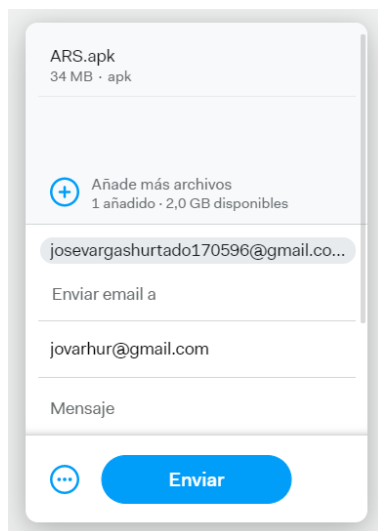 ARS.apk
34 MB · apk
Añade más archivos
1 añadido · 2,0 GB disponibles
josevargashurtado170596@gmail.co...
Enviar email a
jovarhur@gmail.com
Mensaje
Enviar